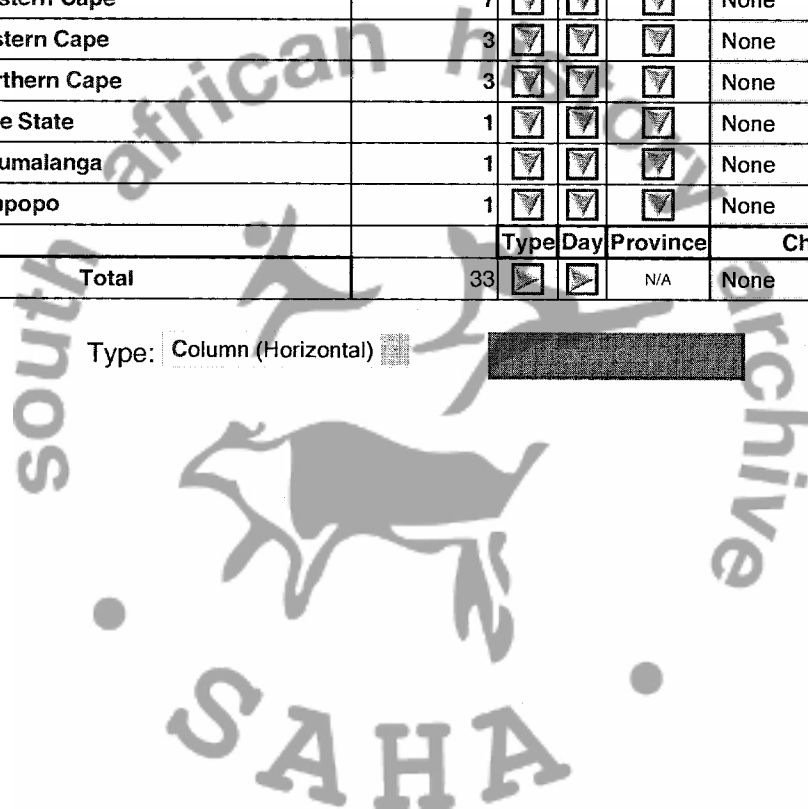 stern Cape 7 None
stern Cape 3 None
rthern Cape 3 None
e State 1 None
umalanga 1 None
popo 1 None
Type Day Province Ch
Total 33 N/A None
Type: Column (Horizontal)
south african history archive
SAHA